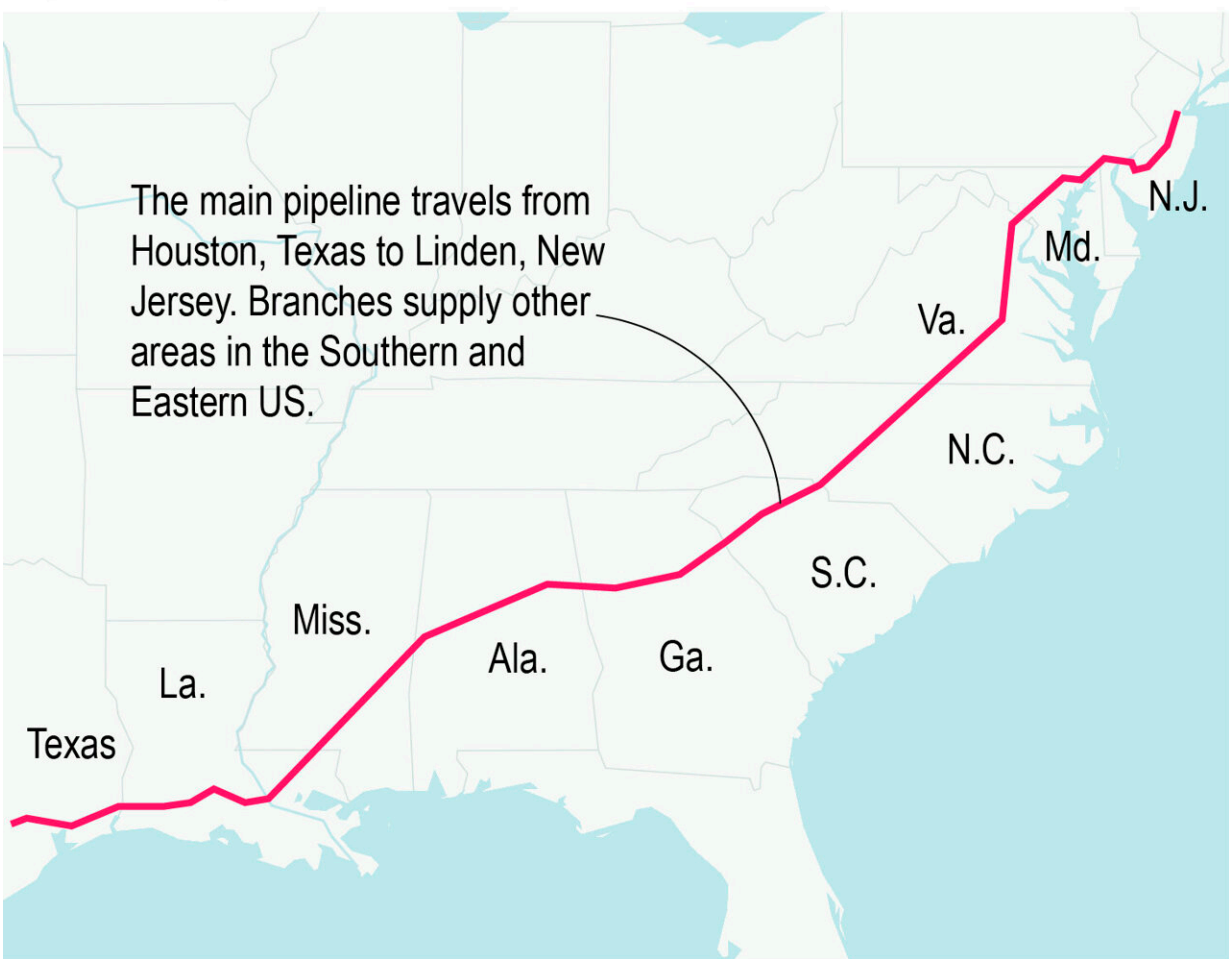 The main pipeline travels from
Houston, Texas to Linden, New
Jersey. Branches supply other
areas in the Southern and
Eastern US.
N.J.
Md.
Va.
N.C.
S.C.
Miss.
Ala.
Ga.
La.
Texas